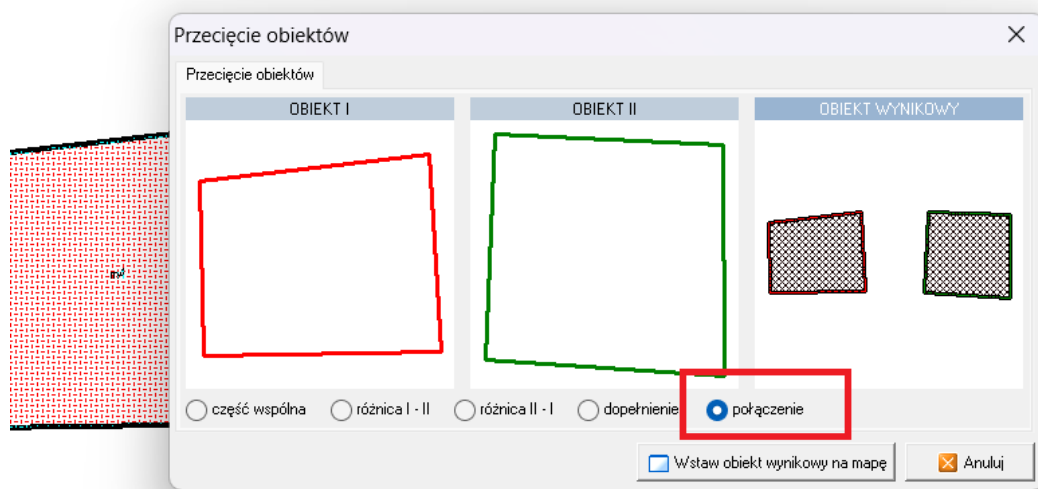 Przecięcie obiektów
Przecięcie obiektów
OBIEKT I
OBIEKT II
OBIEKT WYNIKOWY
część wspólna
różnica I - II
różnica II - I
dopełnienie
połączenie
Wstaw obiekt wynikowy na mapę
Anuluj